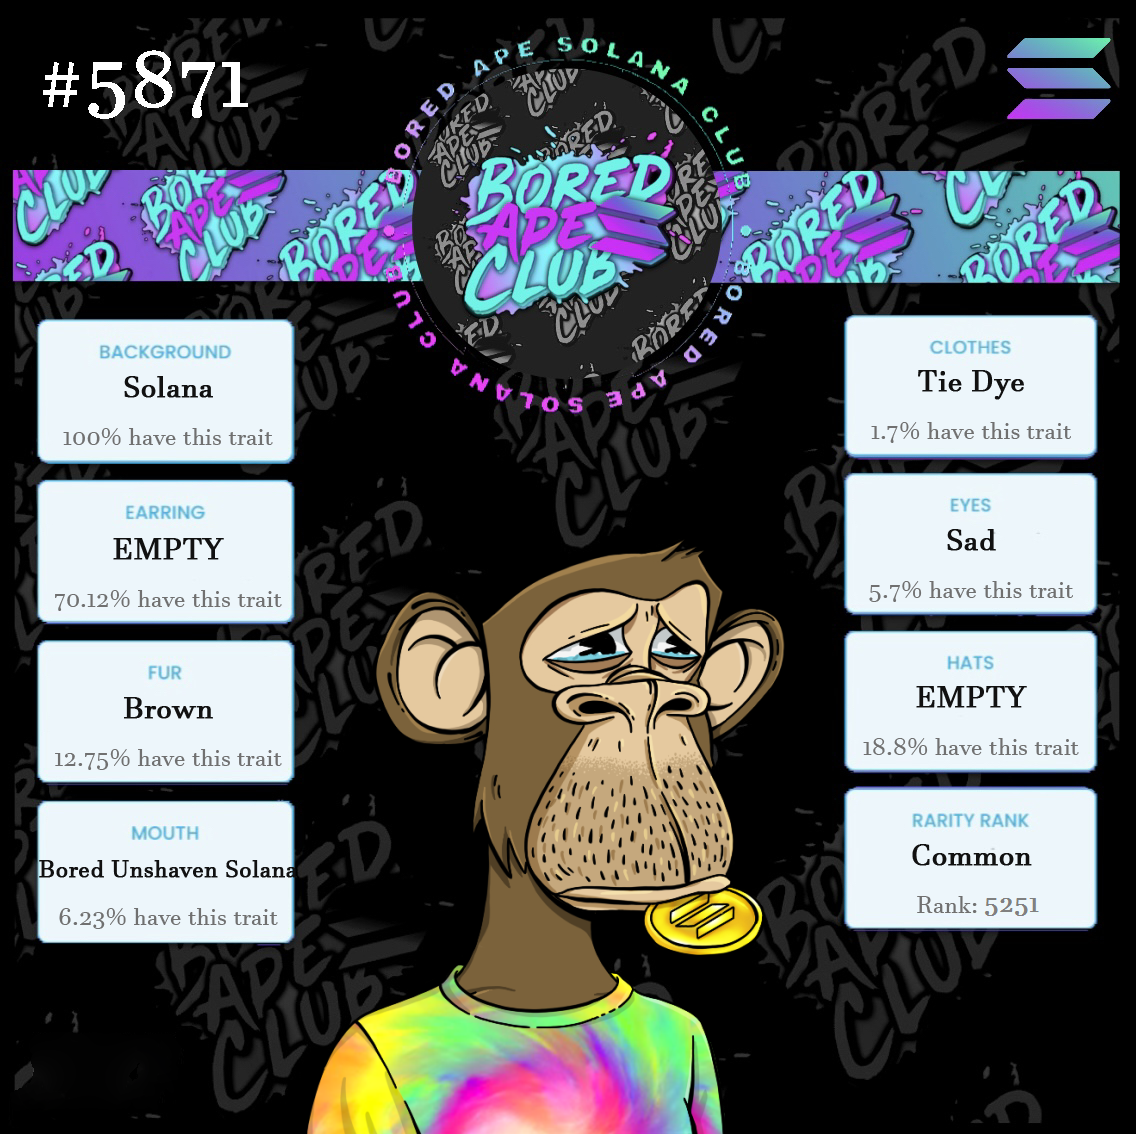 #5871
BORED APE SOLANA CLUB
BORED
APE
CLUB
BORED APE SOLANA CLUB
BACKGROUND
Solana
100% have this trait
EARRING
EMPTY
70.12% have this trait
FUR
Brown
12.75% have this trait
MOUTH
Bored Unshaven Solana
6.23% have this trait
CLOTHES
Tie Dye
1.7% have this trait
EYES
Sad
5.7% have this trait
HATS
EMPTY
18.8% have this trait
RARITY RANK
Common
Rank: 5251